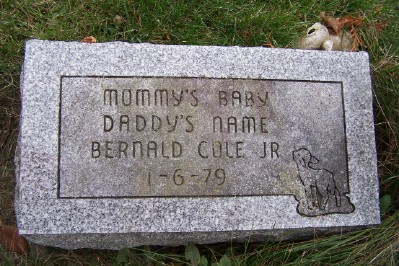 MOMMY'S BABY
DADDY'S NAME
BERNALD COLE JR
1-6-79